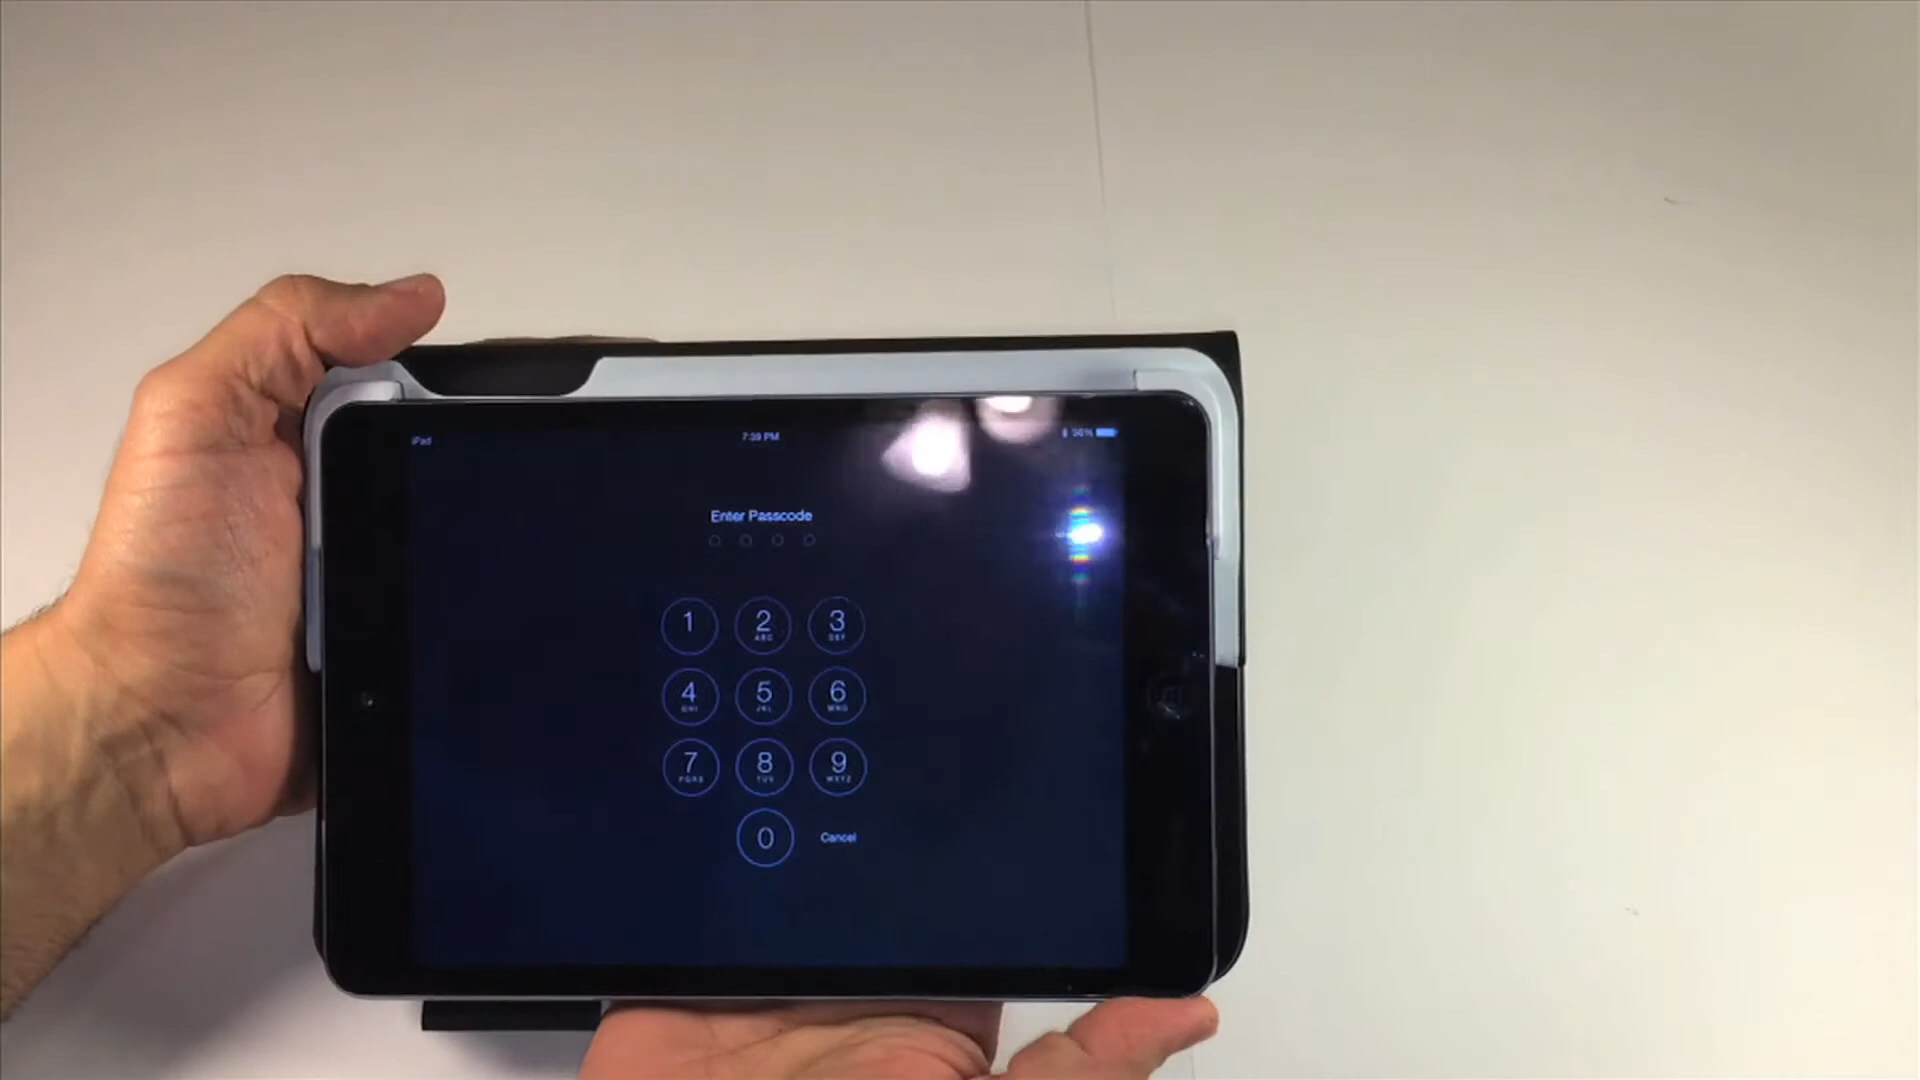 iPad 7:39 PM
Enter Passcode
1 2 3
ABC DEF
4 5 6
GHI JKL MNO
7 8 9
PQRS TUV WXYZ
0 Cancel